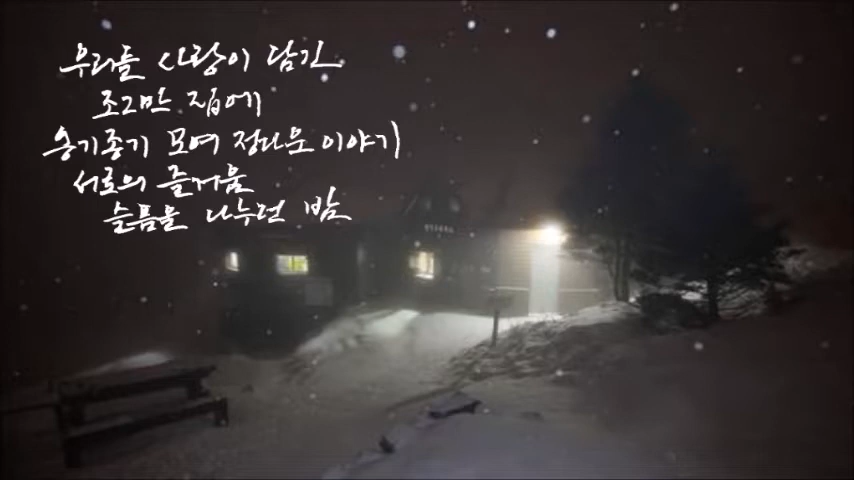 우리들 사랑이 담긴
조그만 집에
옹기종기 모여 정다운 이야기
서로의 즐거움
슬픔을 나누던 밤